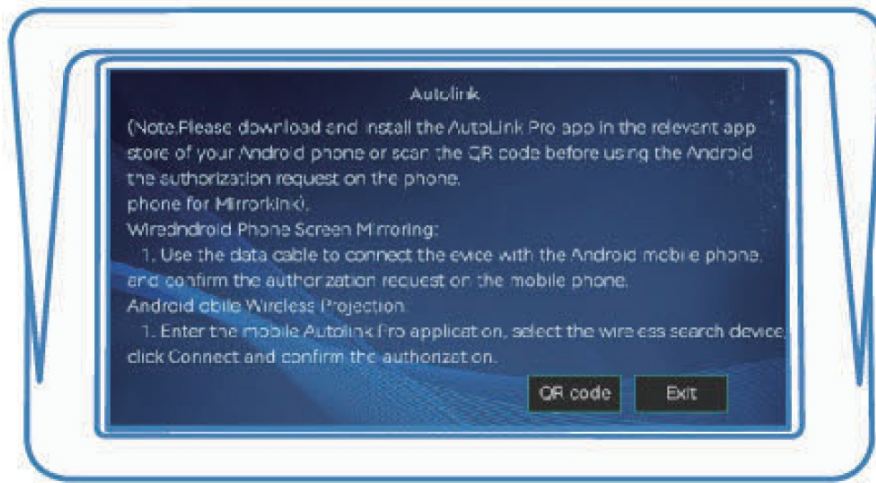 Autolink
(Note:Please download and install the AutoLink Pro app in the relevant app
store of your Android phone or scan the QR code before using the Android
the authorization request on the phone.
phone for Mirrorkink).
Wiredndroid Phone Screen Mirroring:
1. Use the data cable to connect the evice with the Android mobile phone,
and confirm the authorization request on the mobile phone.
Android obile Wireless Projection:
1. Enter the mobile Autolink Pro application, select the wireless search device,
click Connect and confirm the authorization.
QR code
Exit